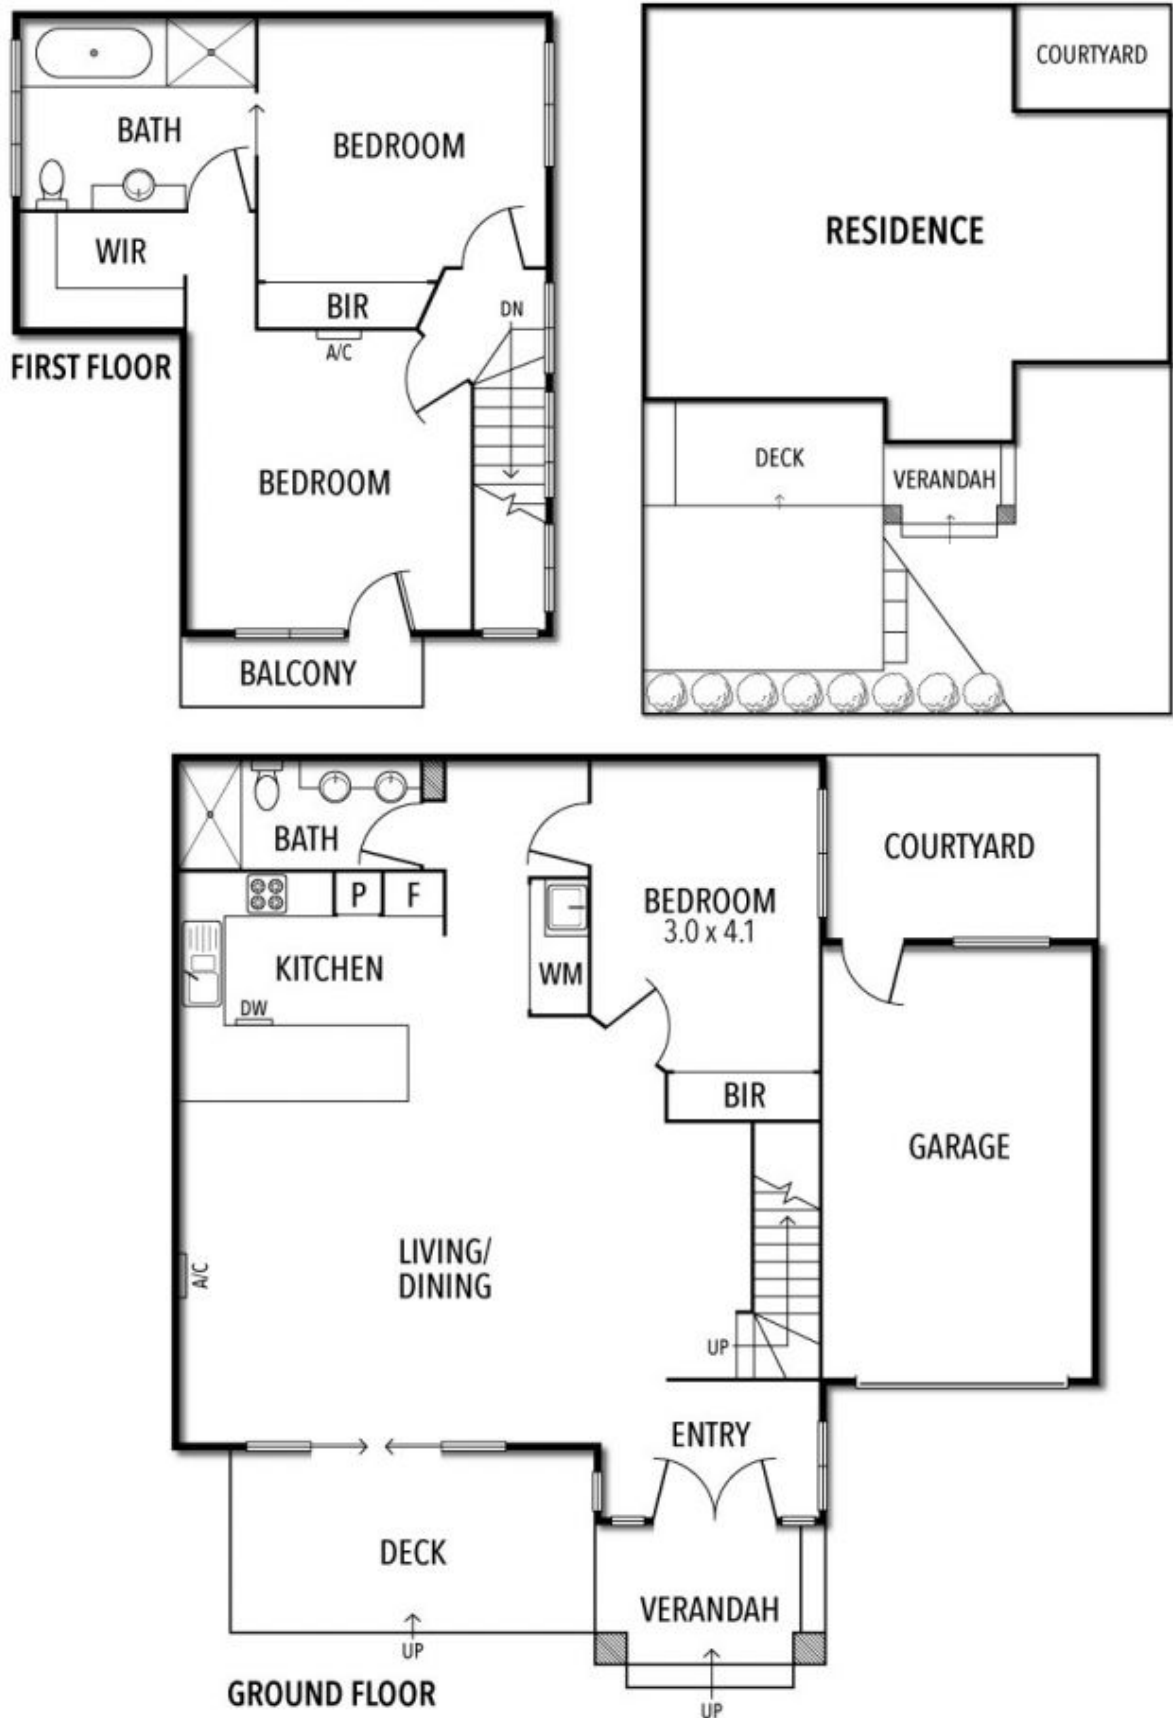 BATH
BEDROOM
WIR
BIR
A/C
DN
FIRST FLOOR
BEDROOM
BALCONY
COURTYARD
RESIDENCE
DECK
VERANDAH
BATH
P
F
KITCHEN
DW
WM
BEDROOM
3.0 x 4.1
BIR
COURTYARD
GARAGE
LIVING/
DINING
A/C
UP
ENTRY
DECK
UP
VERANDAH
UP
GROUND FLOOR